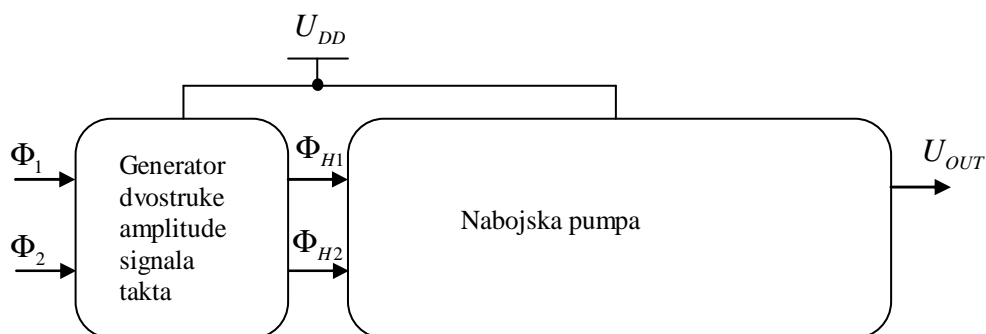 U_DD
Φ_1
Φ_2
Generator
dvostruke
amplitude
signala
takta
Φ_H1
Φ_H2
Nabojska pumpa
U_OUT